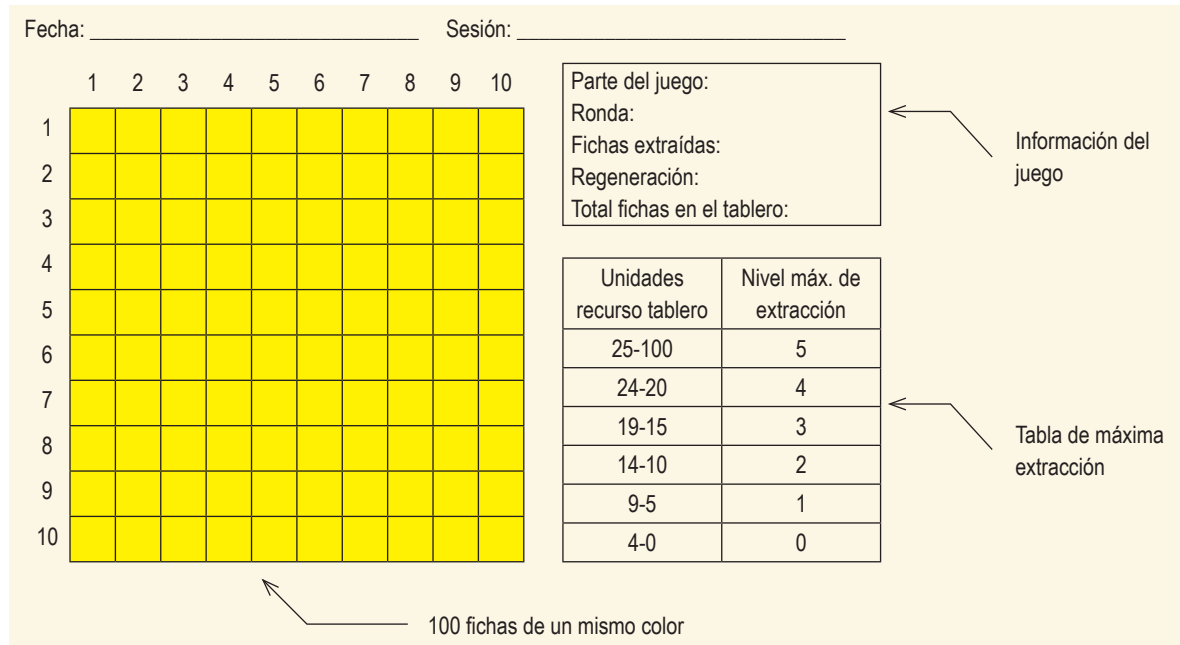 Fecha: ______________________________ Sesión: ______________________________
1 2 3 4 5 6 7 8 9 10
1
2
3
4
5
6
7
8
9
10
Parte del juego:
Ronda:
Fichas extraídas:
Regeneración:
Total fichas en el tablero:
Información del
juego
Unidades
recurso tablero
Nivel máx. de
extracción
25-100 5
24-20 4
19-15 3
14-10 2
9-5 1
4-0 0
Tabla de máxima
extracción
100 fichas de un mismo color